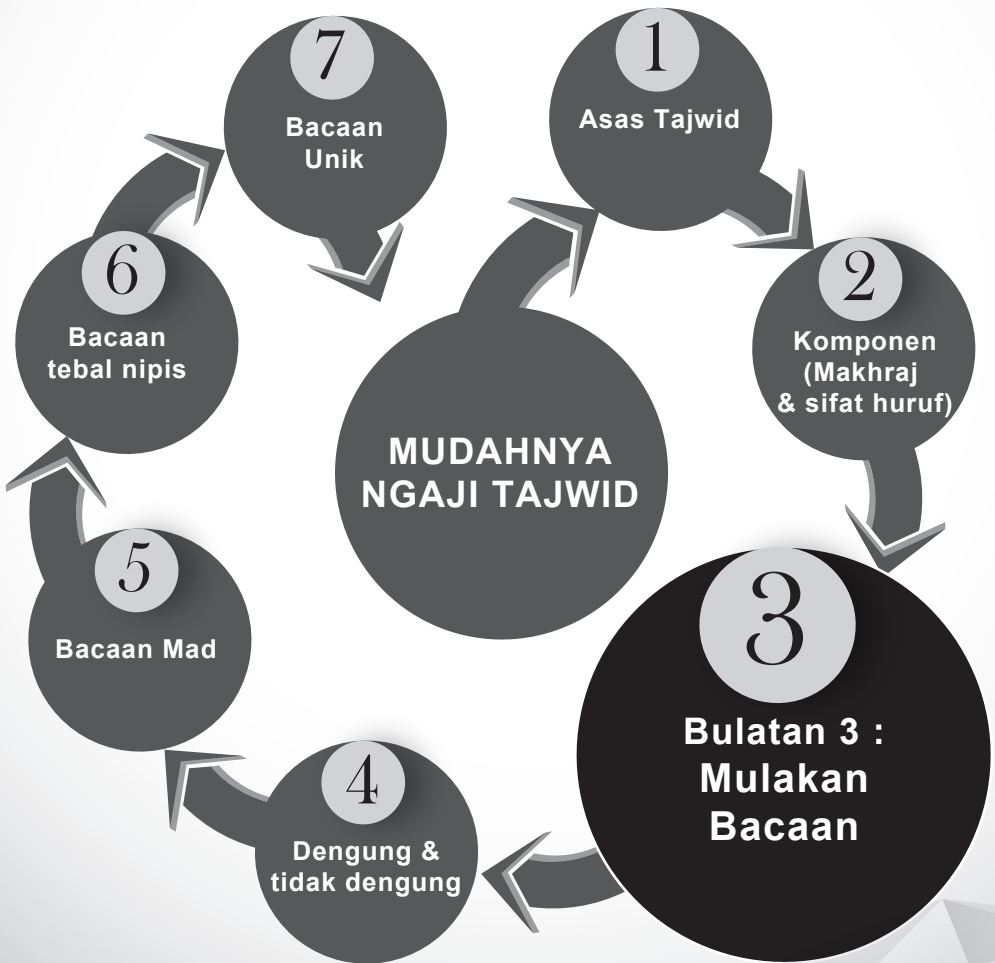 MUDAHNYA
NGAJI TAJWID
1
Asas Tajwid
2
Komponen
(Makhraj
& sifat huruf)
3
Bulatan 3 :
Mulakan
Bacaan
4
Dengung &
tidak dengung
5
Bacaan Mad
6
Bacaan
tebal nipis
7
Bacaan
Unik